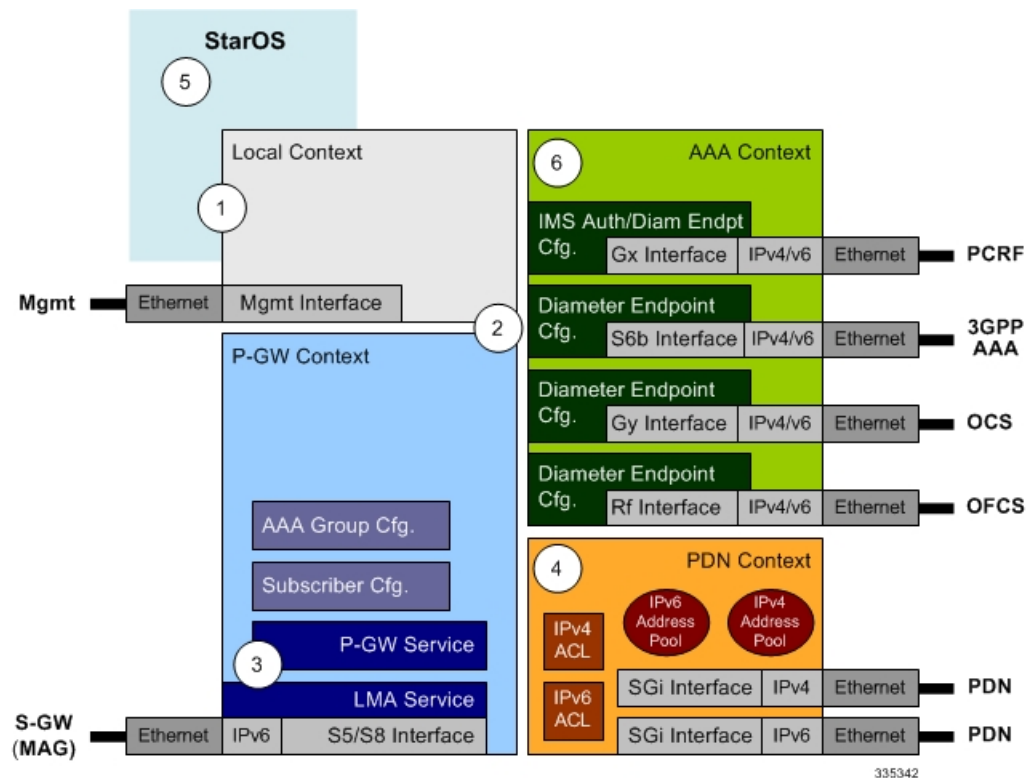 StarOS
5
Local Context
1
Mgmt
Ethernet
Mgmt Interface
2
P-GW Context
AAA Group Cfg.
Subscriber Cfg.
P-GW Service
3
LMA Service
S-GW
(MAG)
Ethernet
IPv6
S5/S8 Interface
6
AAA Context
IMS Auth/Diam Endpt
Cfg.
Gx Interface
IPv4/v6
Ethernet
PCRF
Diameter Endpoint
Cfg.
S6b Interface
IPv4/v6
Ethernet
3GPP
AAA
Diameter Endpoint
Cfg.
Gy Interface
IPv4/v6
Ethernet
OCS
Diameter Endpoint
Cfg.
Rf Interface
IPv4/v6
Ethernet
OFCS
4
PDN Context
IPv6
Address
Pool
IPv4
Address
Pool
IPv4
ACL
IPv6
ACL
SGi Interface
IPv4
Ethernet
PDN
SGi Interface
IPv6
Ethernet
PDN
335342